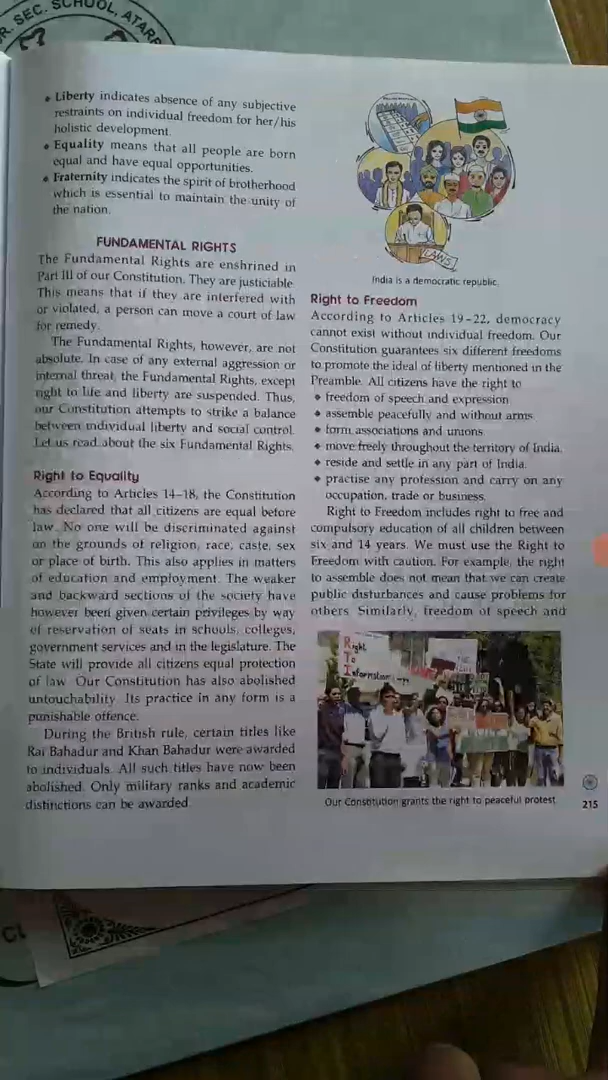 R. SEC. SCHOOL, ATARR
• Liberty indicates absence of any subjective
restraints on individual freedom for her/his
holistic development.
• Equality means that all people are born
equal and have equal opportunities.
• Fraternity indicates the spirit of brotherhood
which is essential to maintain the unity of
the nation.
FUNDAMENTAL RIGHTS
The Fundamental Rights are enshrined in
Part III of our Constitution. They are justiciable.
This means that if they are interfered with
or violated, a person can move a court of law
for remedy.
The Fundamental Rights, however, are not
absolute. In case of any external aggression or
internal threat, the Fundamental Rights, except
right to life and liberty are suspended. Thus,
our Constitution attempts to strike a balance
between individual liberty and social control.
Let us read about the six Fundamental Rights.
Right to Equality
According to Articles 14–18, the Constitution
has declared that all citizens are equal before
law. No one will be discriminated against
on the grounds of religion, race, caste, sex
or place of birth. This also applies in matters
of education and employment. The weaker
and backward sections of the society have
however been given certain privileges by way
of reservation of seats in schools, colleges,
government services and in the legislature. The
State will provide all citizens equal protection
of law. Our Constitution has also abolished
untouchability. Its practice in any form is a
punishable offence.
During the British rule, certain titles like
Rai Bahadur and Khan Bahadur were awarded
to individuals. All such titles have now been
abolished. Only military ranks and academic
distinctions can be awarded.
LAWS
India is a democratic republic.
Right to Freedom
According to Articles 19–22, democracy
cannot exist without individual freedom. Our
Constitution guarantees six different freedoms
to promote the ideal of liberty mentioned in the
Preamble. All citizens have the right to
• freedom of speech and expression.
• assemble peacefully and without arms.
• form associations and unions.
• move freely throughout the territory of India.
• reside and settle in any part of India.
• practise any profession and carry on any
occupation, trade or business.
Right to Freedom includes right to free and
compulsory education of all children between
six and 14 years. We must use the Right to
Freedom with caution. For example, the right
to assemble does not mean that we can create
public disturbances and cause problems for
others. Similarly, freedom of speech and
Right
To
Information
Our Constitution grants the right to peaceful protest.
215
CL